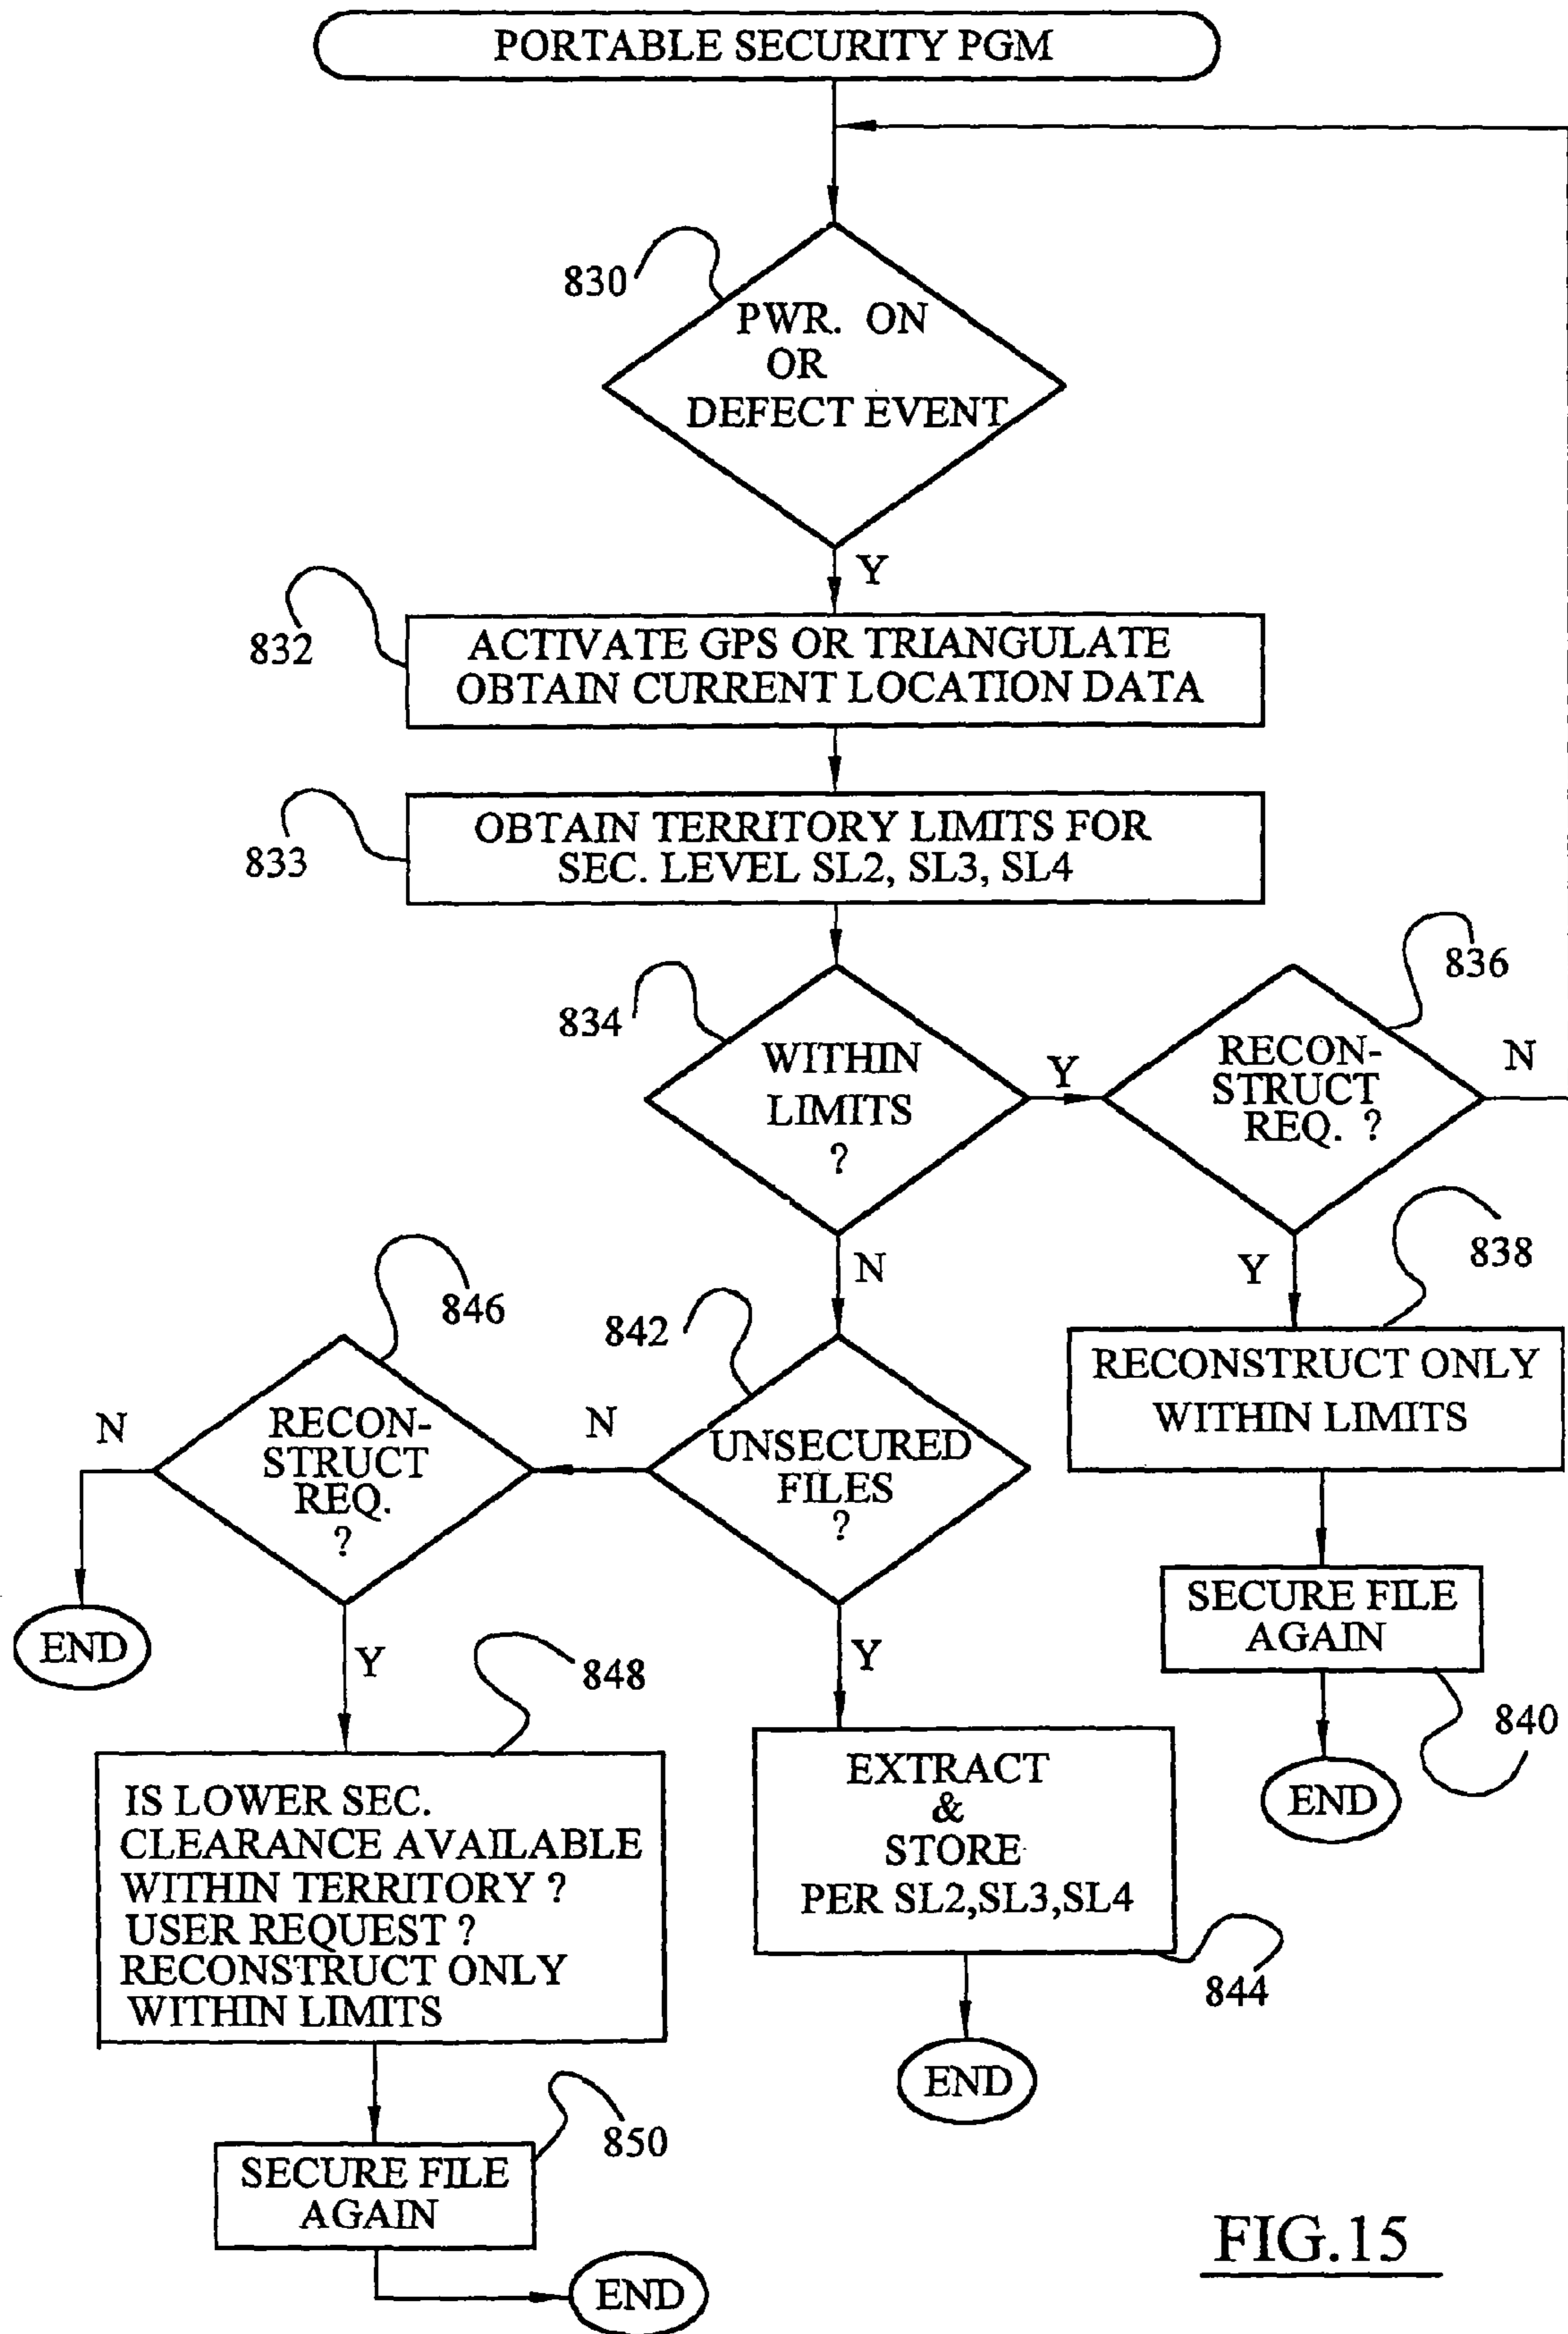 PORTABLE SECURITY PGM
830
PWR. ON
OR
DEFECT EVENT
Y
832
ACTIVATE GPS OR TRIANGULATE
OBTAIN CURRENT LOCATION DATA
833
OBTAIN TERRITORY LIMITS FOR
SEC. LEVEL SL2, SL3, SL4
834
WITHIN
LIMITS
?
Y
836
RECON-
STRUCT
REQ. ?
N
N
Y
838
RECONSTRUCT ONLY
WITHIN LIMITS
SECURE FILE
AGAIN
840
END
842
UNSECURED
FILES
?
N
Y
846
RECON-
STRUCT
REQ.
?
N
END
Y
848
IS LOWER SEC.
CLEARANCE AVAILABLE
WITHIN TERRITORY ?
USER REQUEST ?
RECONSTRUCT ONLY
WITHIN LIMITS
EXTRACT
&
STORE
PER SL2,SL3,SL4
844
END
850
SECURE FILE
AGAIN
END
FIG.15